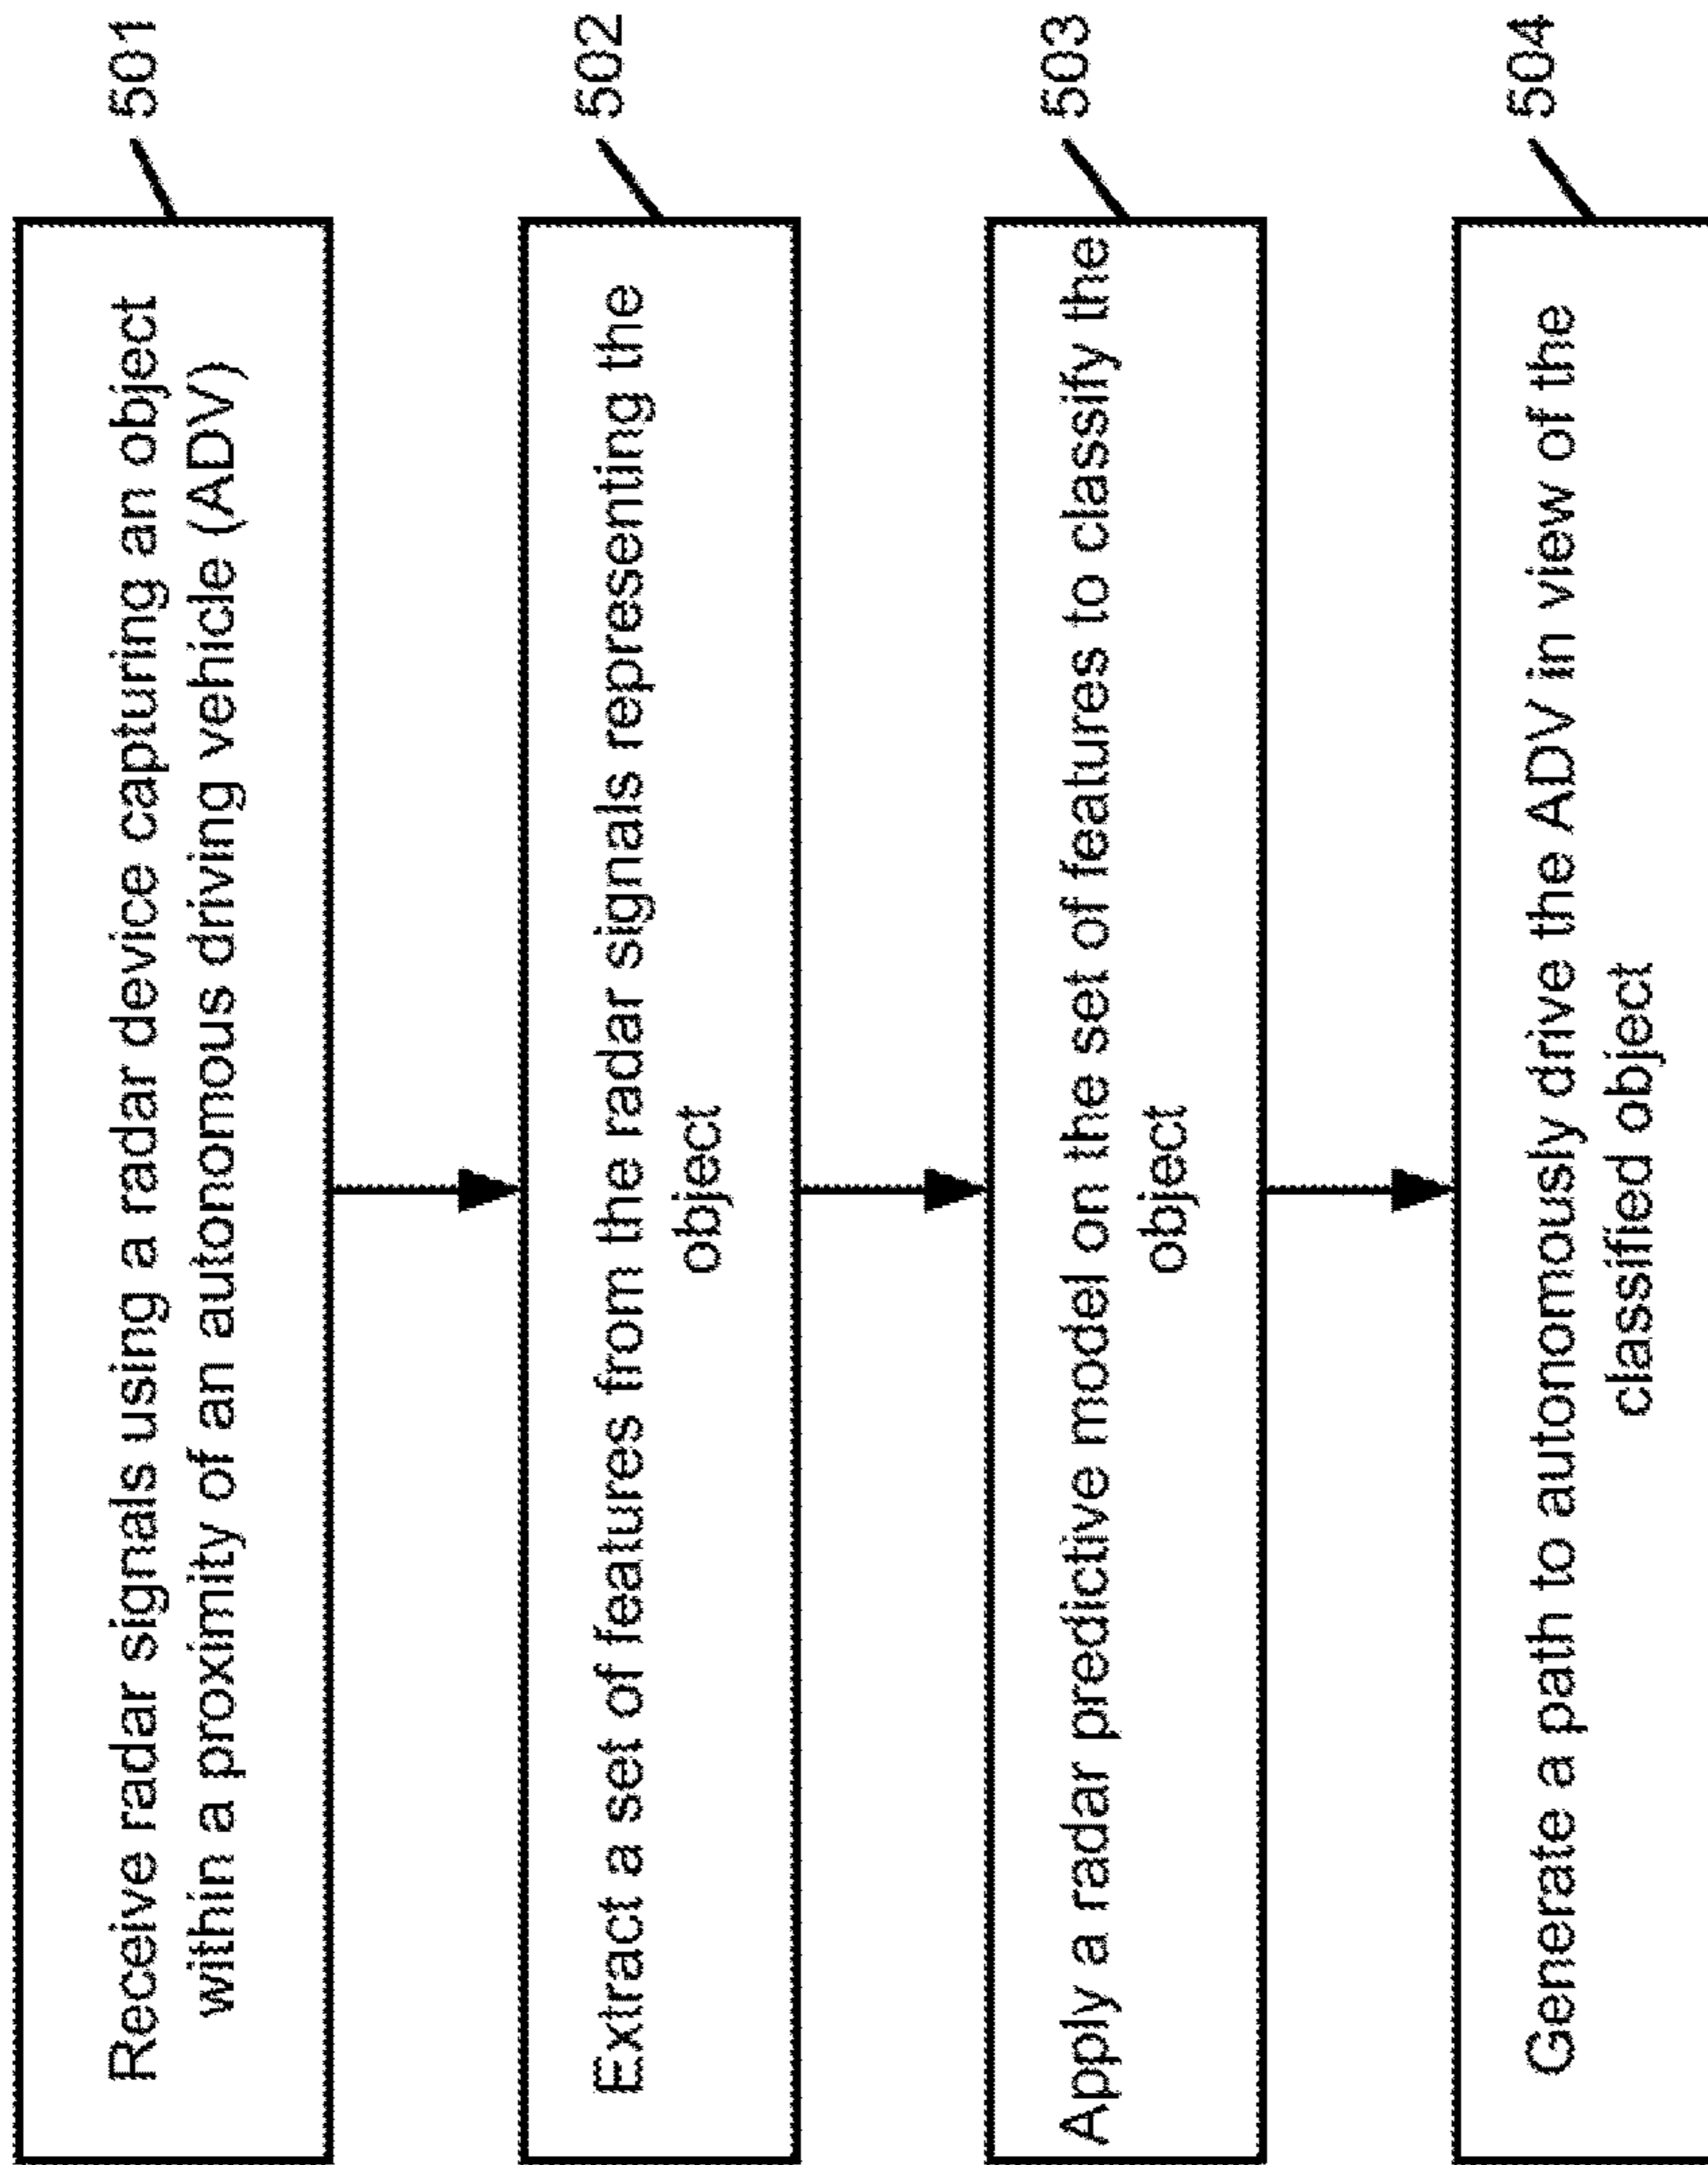 Receive radar signals using a radar device capturing an object
within a proximity of an autonomous driving vehicle (ADV)
501
Extract a set of features from the radar signals representing the
object
502
Apply a radar predictive model on the set of features to classify the
object
503
Generate a path to autonomously drive the ADV in view of the
classified object
504